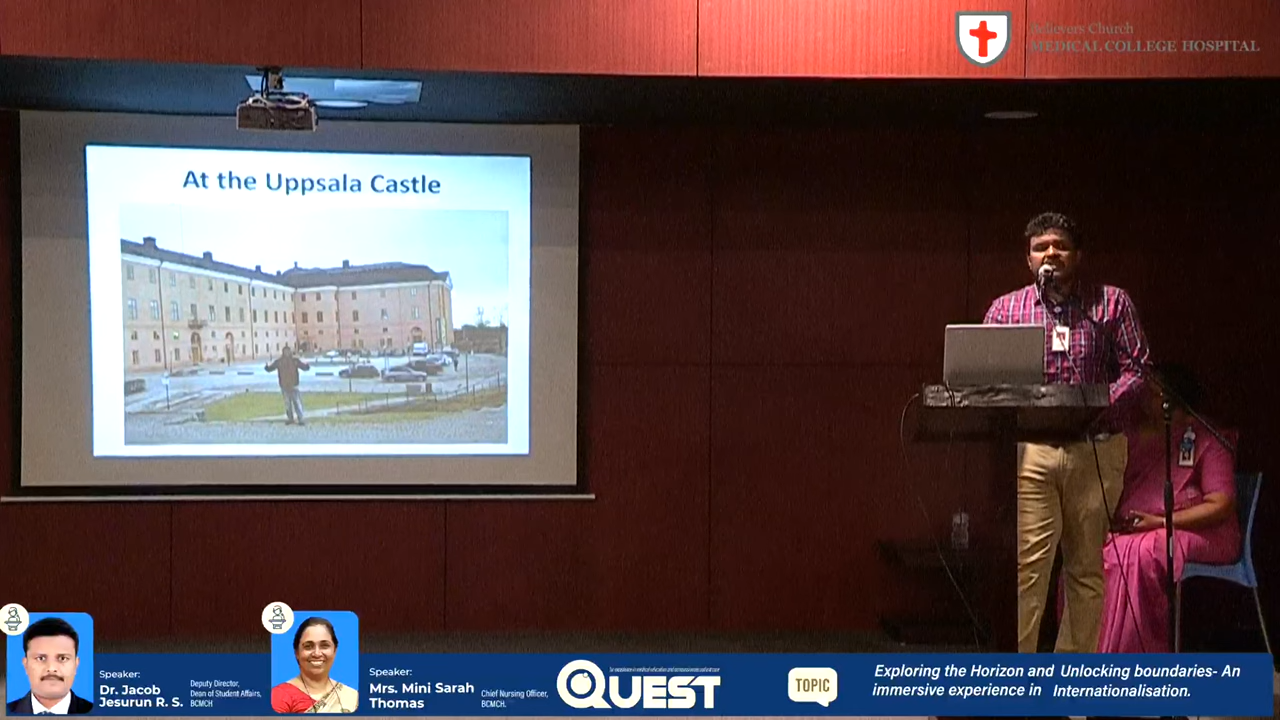 Believers Church
MEDICAL COLLEGE HOSPITAL
At the Uppsala Castle
Speaker:
Dr. Jacob
Jesurun R. S.
Deputy Director,
Dean of Student Affairs,
BCMCH
Speaker:
Mrs. Mini Sarah
Thomas
Chief Nursing Officer,
BCMCH.
QUEST
TOPIC
Exploring the Horizon and Unlocking boundaries- An
immersive experience in Internationalisation.